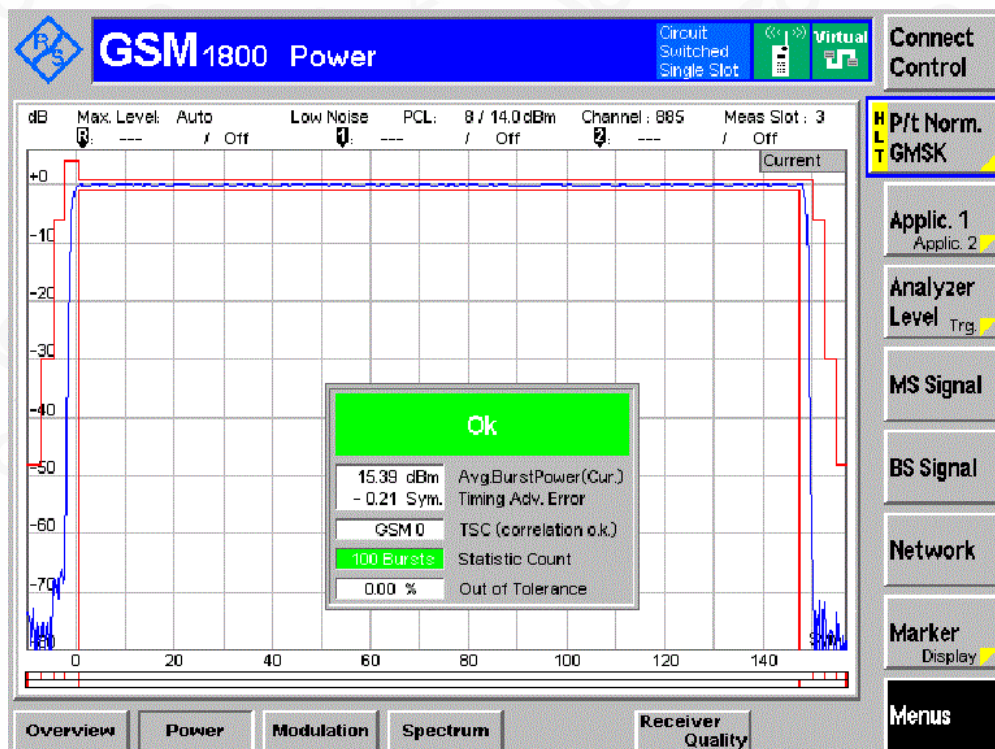 R S
GSM 1800 Power
Circuit
Switched
Single Slot
Virtual
Connect
Control
dB Max. Level: Auto Low Noise PCL: 8 / 14.0 dBm Channel : 885 Meas Slot : 3
R: --- / Off 1: --- / Off 2: --- / Off
Current
H
L
T
P/t Norm.
GMSK
Applic. 1
Applic. 2
Analyzer
Level Trg.
MS Signal
BS Signal
Network
Marker
Display
Menus
+0
-10
-20
-30
-40
-50
-60
-70
-80
Ok
15.39 dBm Avg.BurstPower(Cur.)
- 0.21 Sym. Timing Adv. Error
GSM 0 TSC (correlation o.k.)
100 Bursts Statistic Count
0.00 % Out of Tolerance
0 20 40 60 80 100 120 140
Overview Power Modulation Spectrum
Receiver
Quality